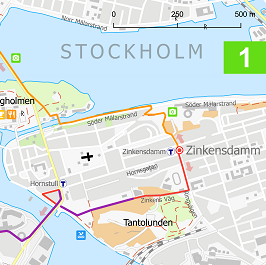 0 250 500 m
Norr Mälarstrand
STOCKHOLM
1
gholmen
Söder Mälarstrand
Söder Mälarstrand
Zinkensdamm
Zinkensdamm
Hornsgatan
Hornstull
Zinkens Väg
Ringvägen
Tantolunden